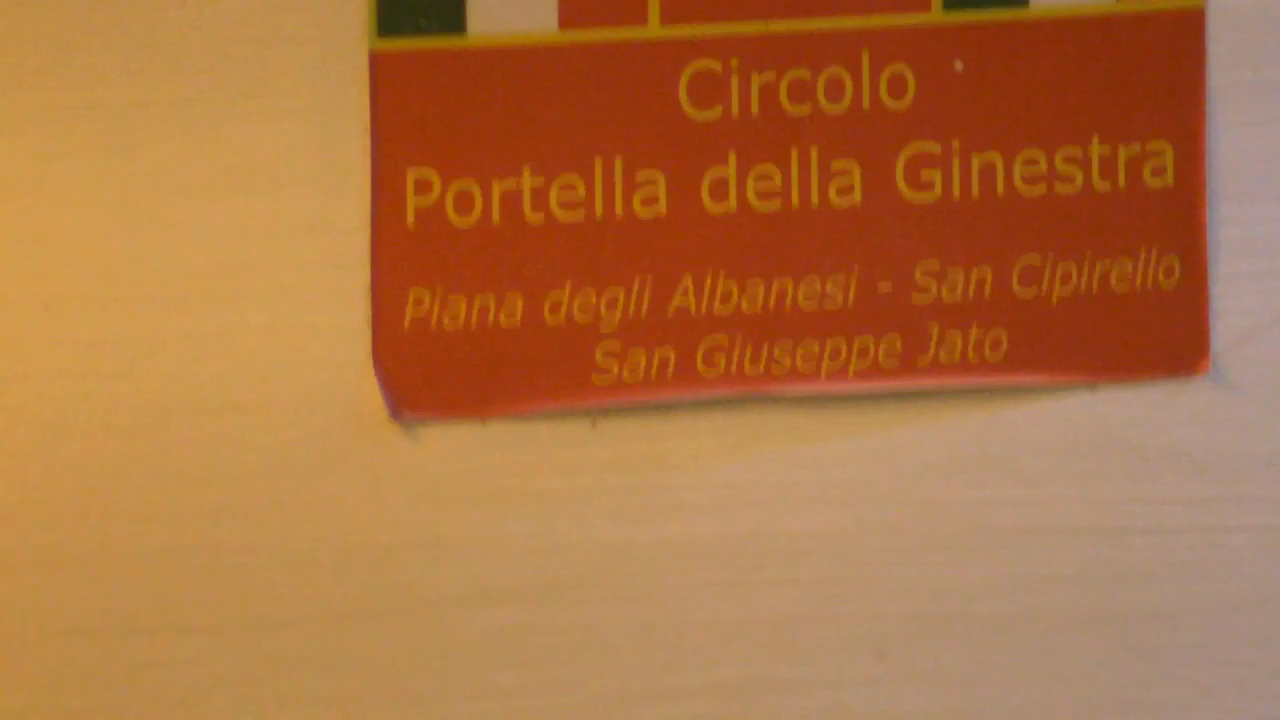 Circolo
Portella della Ginestra
Piana degli Albanesi - San Cipirello
San Giuseppe Jato